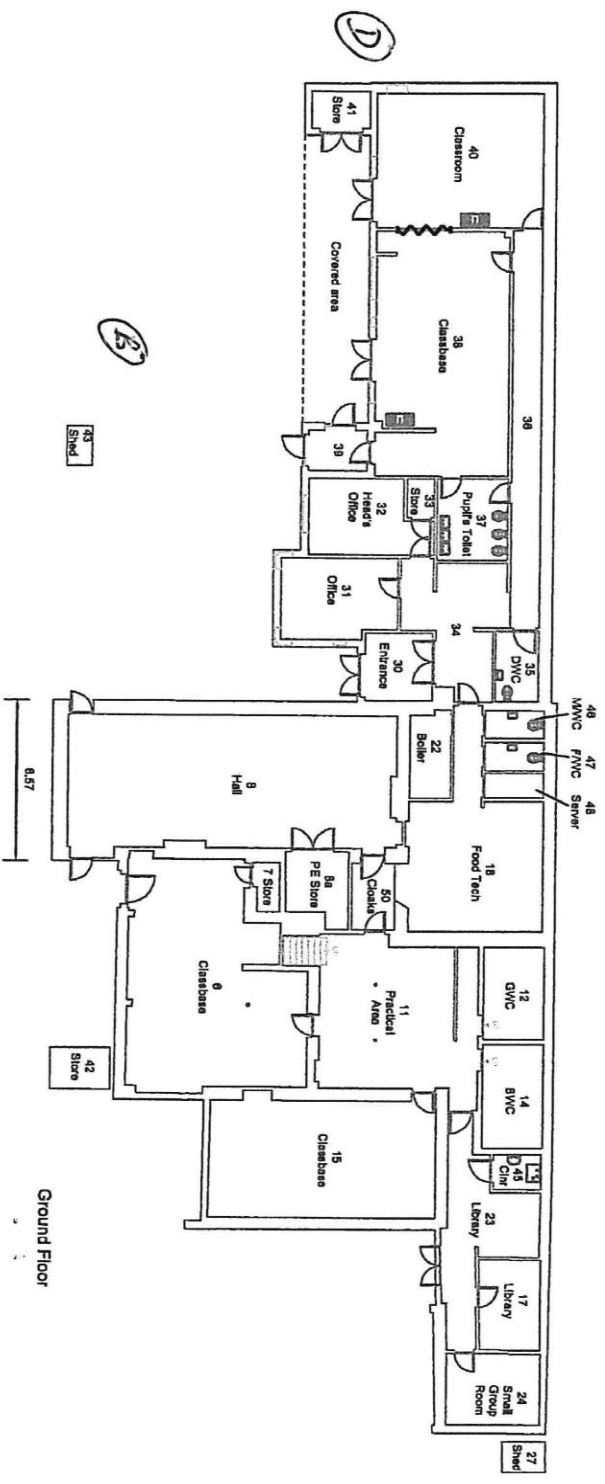 D
40
Classroom
41
Store
Covered area
36
38
Classbase
B
43
Shed
39
37
Pupil's Toilet
33
Store
32
Head's
Office
31
Office
34
35
DWC
30
Entrance
46
M/WC
47
F/WC
48
Server
22
Boiler
8
Hall
6.57
18
Food Tech
50
Cloaks
8a
PE Store
7 Store
6
Classbase
11
Practical
Area
12
GWC
14
BWC
42
Store
15
Classbase
45
Clnr
23
Library
17
Library
24
Small
Group
Room
27
Shed
Ground Floor